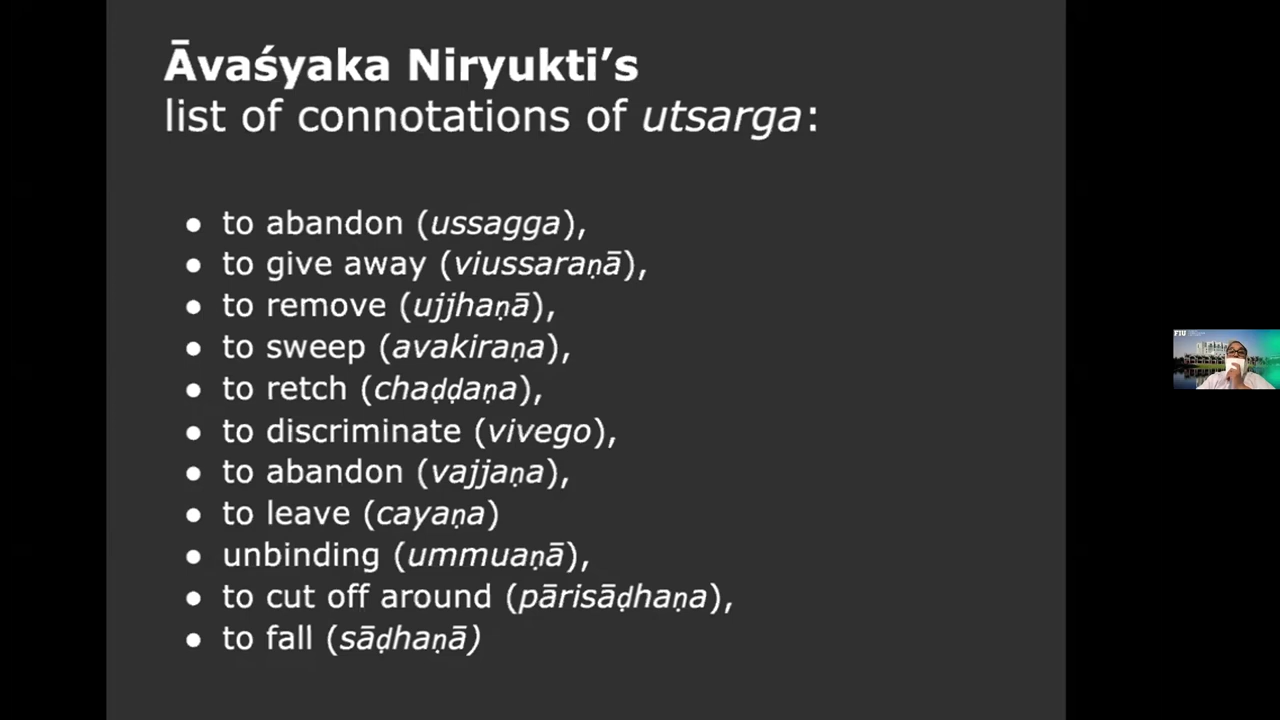 Āvaśyaka Niryukti’s
list of connotations of utsarga:
● to abandon (ussagga),
● to give away (viussaraṇā),
● to remove (ujjhaṇā),
● to sweep (avakiraṇa),
● to retch (chaḍḍaṇa),
● to discriminate (vivego),
● to abandon (vajjaṇa),
● to leave (cayaṇa)
● unbinding (ummuaṇā),
● to cut off around (pārisāḍhaṇa),
● to fall (sāḍhaṇā)
FIU